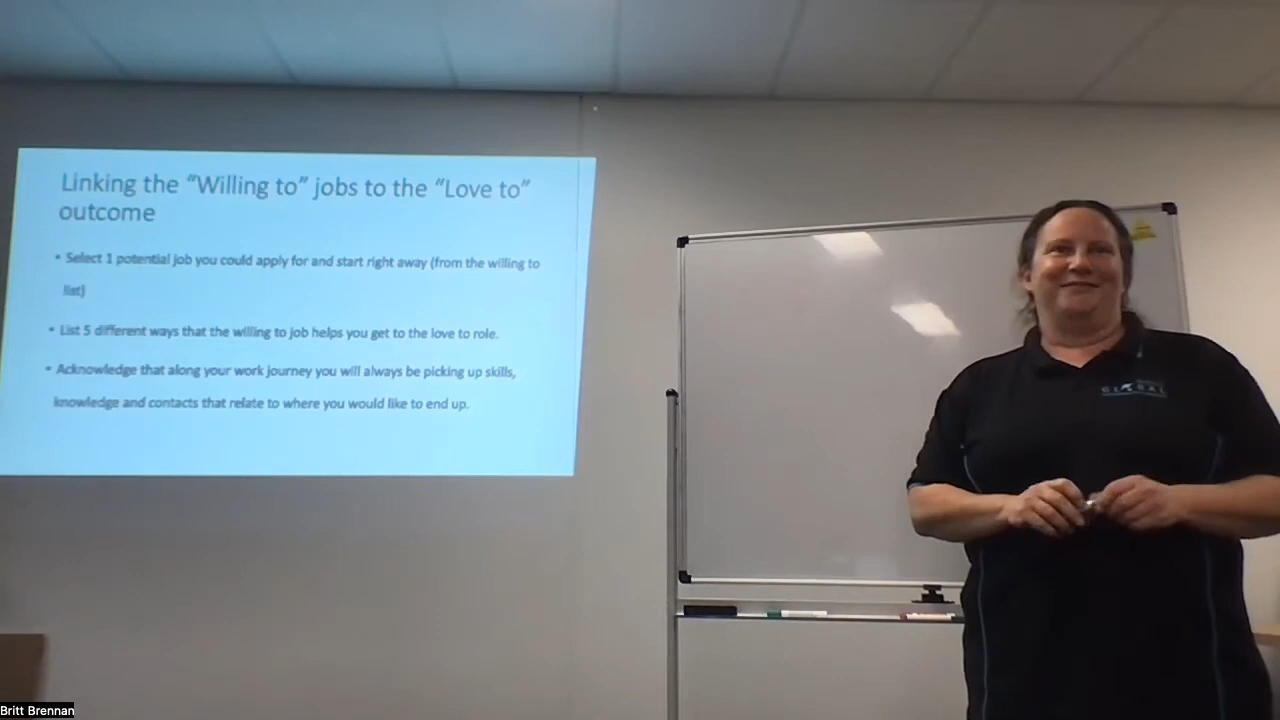 Linking the “Willing to” jobs to the “Love to”
outcome
• Select 1 potential job you could apply for and start right away (from the willing to
list)
• List 5 different ways that the willing to job helps you get to the love to role.
• Acknowledge that along your work journey you will always be picking up skills,
knowledge and contacts that relate to where you would like to end up.
GLOBAL
Britt Brennan